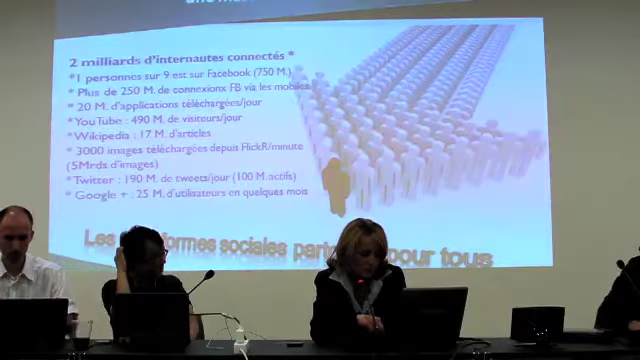 2 milliards d'internautes connectés *
*1 personnes sur 9 est sur Facebook (750 M.)
* Plus de 250 M. de connexionx FB via les mobiles
* 20 M. d'applications téléchargées/jour
*YouTube : 490 M. de visiteurs/jour
* Wikipedia : 17 M. d'articles
* 3000 images téléchargées depuis FlickR/minute
(5Mrds d'images)
* Twitter : 190 M. de tweets/jour (100 M. actifs)
* Google + : 25 M. d'utilisateurs en quelques mois
Les formes sociales pour tous